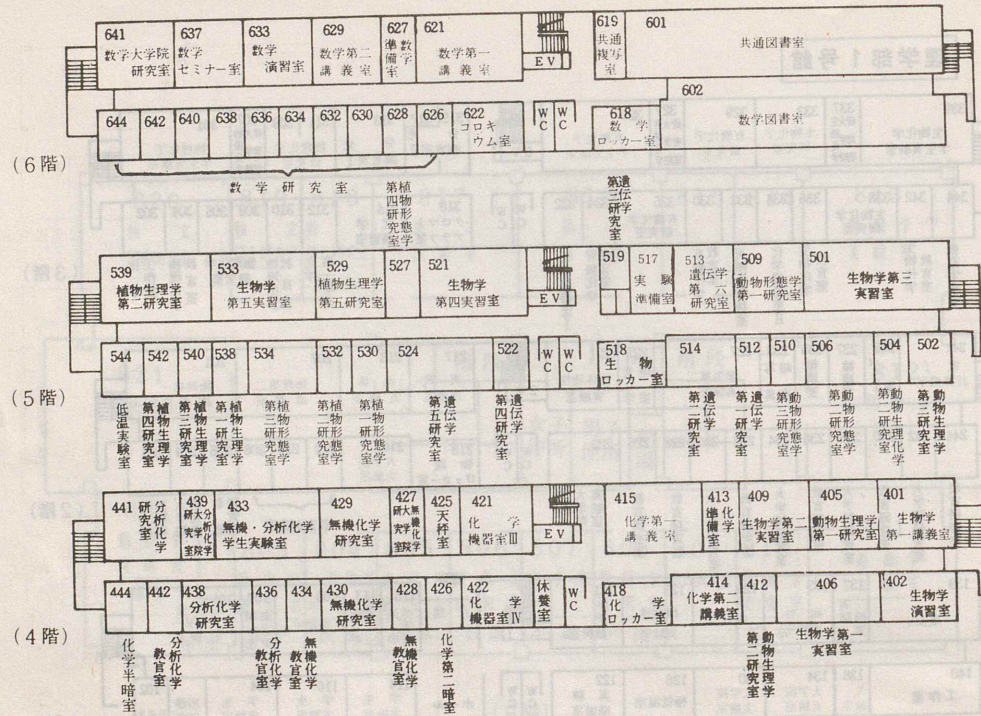 641
数学大学院
研究室
637
数学
セミナー室
633
数学
演習室
629
数学第二
講義室
627
数学
準備室
621
数学第一
講義室
EV
619
共通
複写
室
601
共通図書室
602
数学図書室
644
642
640
638
636
634
632
630
628
626
622
コロキ
ウム室
WC
WC
618
数学
ロッカー室
(6階)
数学研究室
植物形態学
第四研究室
遺伝学
第三研究室
539
植物生理学
第二研究室
533
生物学
第五実習室
529
植物生理学
第五研究室
527
521
生物学
第四実習室
EV
519
517
実験
準備室
513
遺伝学
第六
研究室
509
動物形態学
第一研究室
501
生物学第三
実習室
544
542
540
538
534
532
530
524
522
WC
WC
518
生物
ロッカー室
514
512
510
506
504
502
(5階)
低温実験室
植物生理学
第四研究室
植物生理学
第三研究室
植物生理学
第一研究室
植物形態学
第三研究室
植物形態学
第二研究室
植物形態学
第一研究室
遺伝学
第五研究室
遺伝学
第四研究室
遺伝学
第二研究室
遺伝学
第一研究室
動物形態学
第三研究室
動物形態学
第二研究室
動物生理化学
第二研究室
動物生理学
第三研究室
441
分析化学
研究室
439
分析化学
大学院
研究室
433
無機・分析化学
学生実験室
429
無機化学
研究室
427
無機化学
大学院
研究室
425
天秤室
421
化学
機器室Ⅲ
EV
415
化学第一
講義室
413
化学
準備室
409
生物学第二
実習室
405
動物生理学
第一研究室
401
生物学
第一講義室
444
442
438
分析化学
研究室
436
434
430
無機化学
研究室
428
426
422
化学
機器室Ⅳ
休養室
WC
418
化学
ロッカー室
414
化学第二
講義室
412
406
402
生物学
演習室
(4階)
化学半暗室
分析化学
教官室
分析化学
教官室
無機化学
教官室
無機化学
教官室
化学第二暗室
動物生理学
第二研究室
生物学第一
実習室